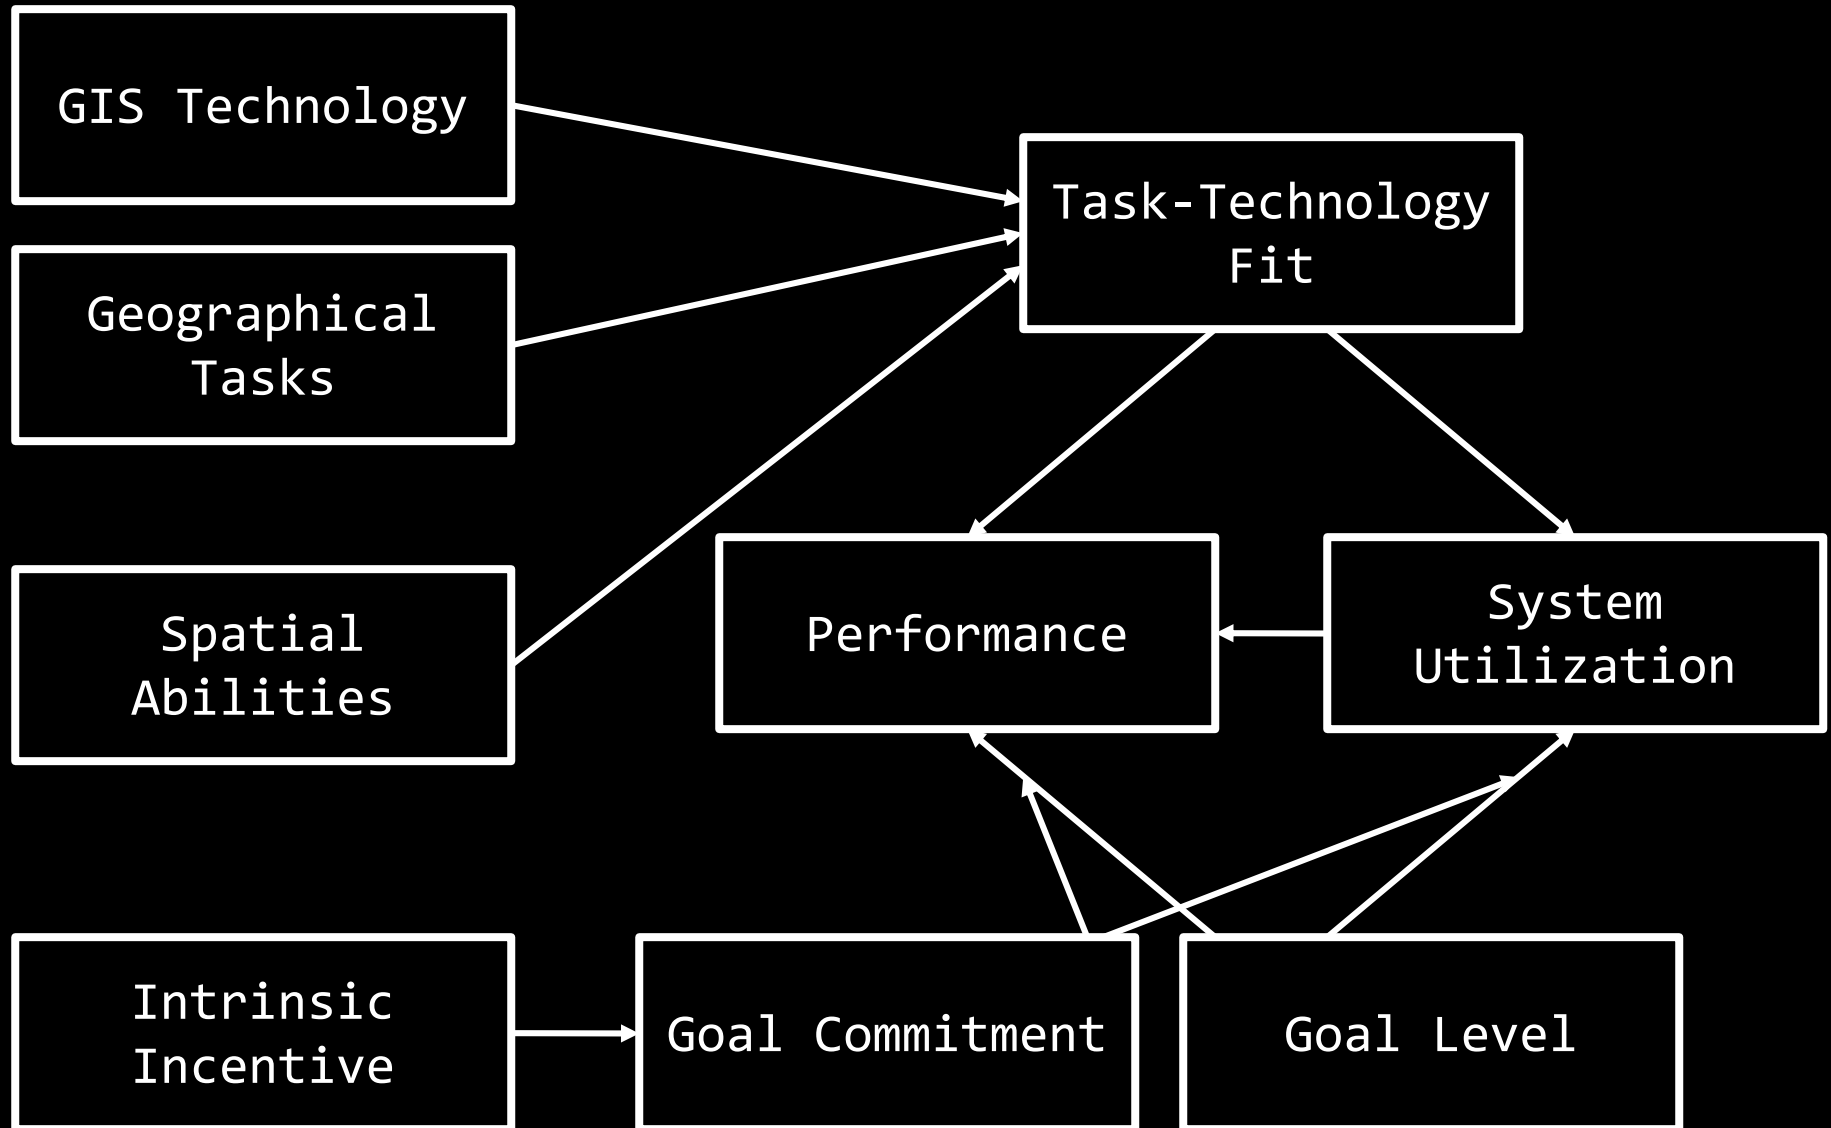 GIS Technology
Task-Technology
Fit
Geographical
Tasks
Spatial
Abilities
Performance
System
Utilization
Intrinsic
Incentive
Goal Commitment
Goal Level